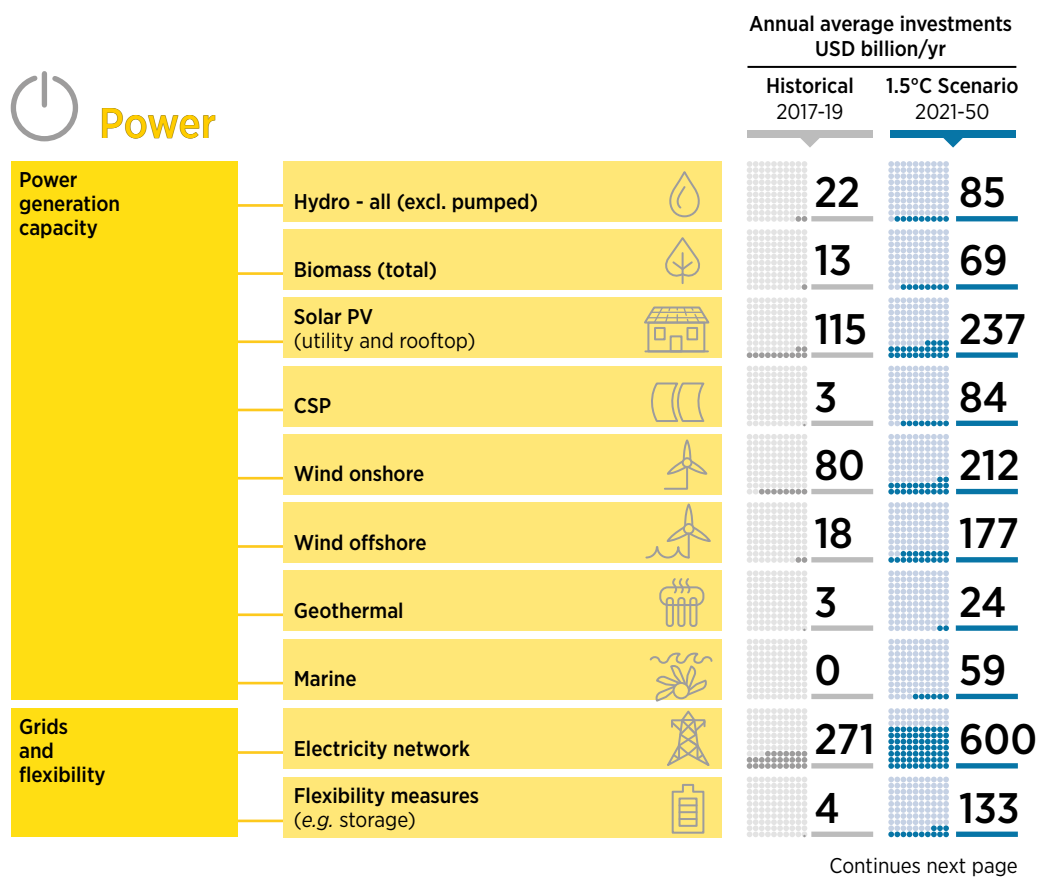 Annual average investments
USD billion/yr
Historical
2017-19
1.5°C Scenario
2021-50
Power
Power
generation
capacity
Hydro - all (excl. pumped)
22
85
Biomass (total)
13
69
Solar PV
(utility and rooftop)
115
237
CSP
3
84
Wind onshore
80
212
Wind offshore
18
177
Geothermal
3
24
Marine
0
59
Grids
and
flexibility
Electricity network
271
600
Flexibility measures
(e.g. storage)
4
133
Continues next page